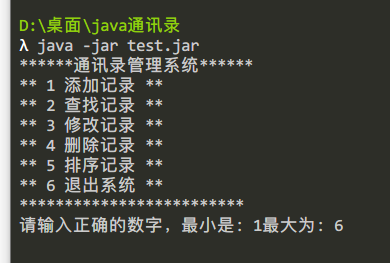 D:\桌面\java通讯录
λ java -jar test.jar
******通讯录管理系统******
** 1 添加记录 **
** 2 查找记录 **
** 3 修改记录 **
** 4 删除记录 **
** 5 排序记录 **
** 6 退出系统 **
*************************
请输入正确的数字，最小是：1最大为：6